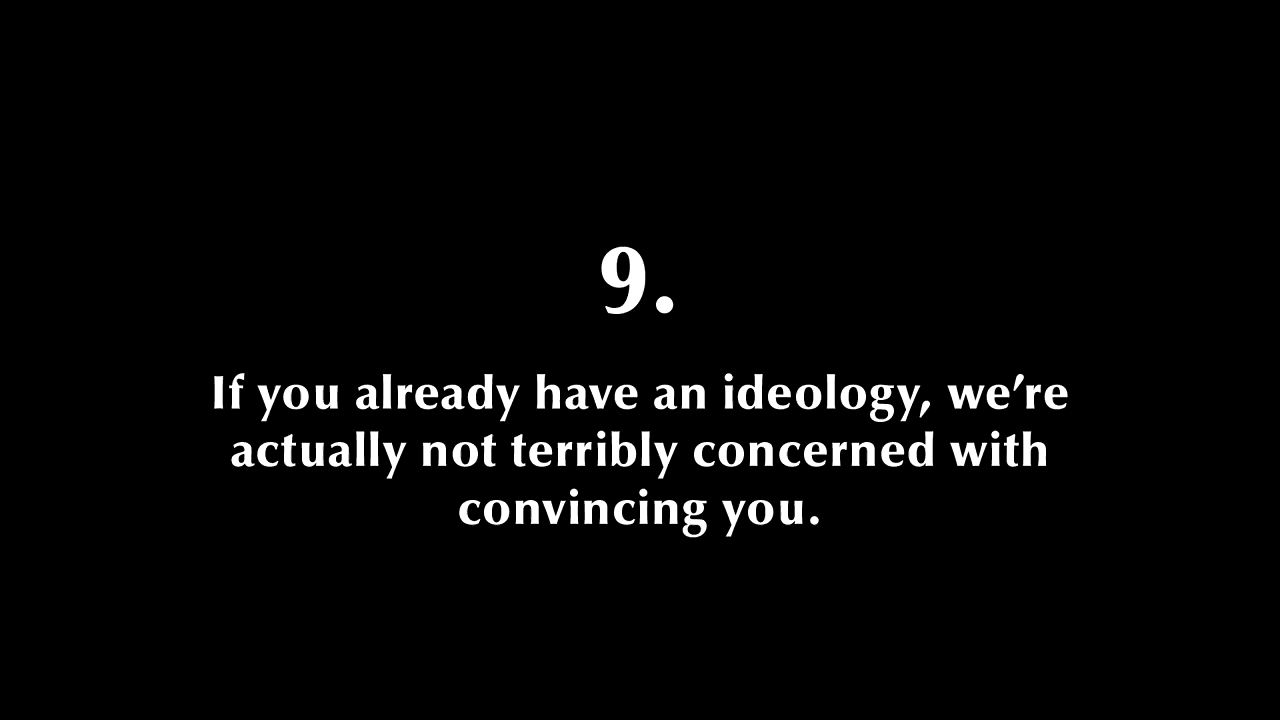 9.
If you already have an ideology, we’re
actually not terribly concerned with
convincing you.